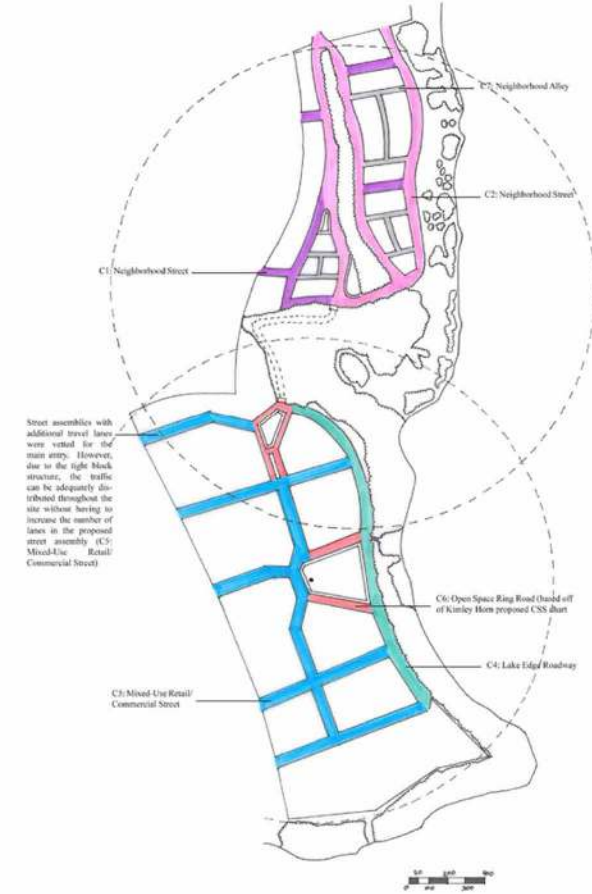 C7: Neighborhood Alley
C2: Neighborhood Street
C1: Neighborhood Street
Street assemblies with
additional travel lanes
were vetted for the
main entry. However,
due to the tight block
structure, the traffic
can be adequately dis-
tributed throughout the
site without having to
increase the number of
lanes in the proposed
street assembly (C5:
Mixed-Use Retail/
Commercial Street)
C6: Open Space Ring Road (based off
of Kimley Horn proposed CSS chart
C4: Lake Edge Roadway
Mixed-Use Retail/
Commercial Street